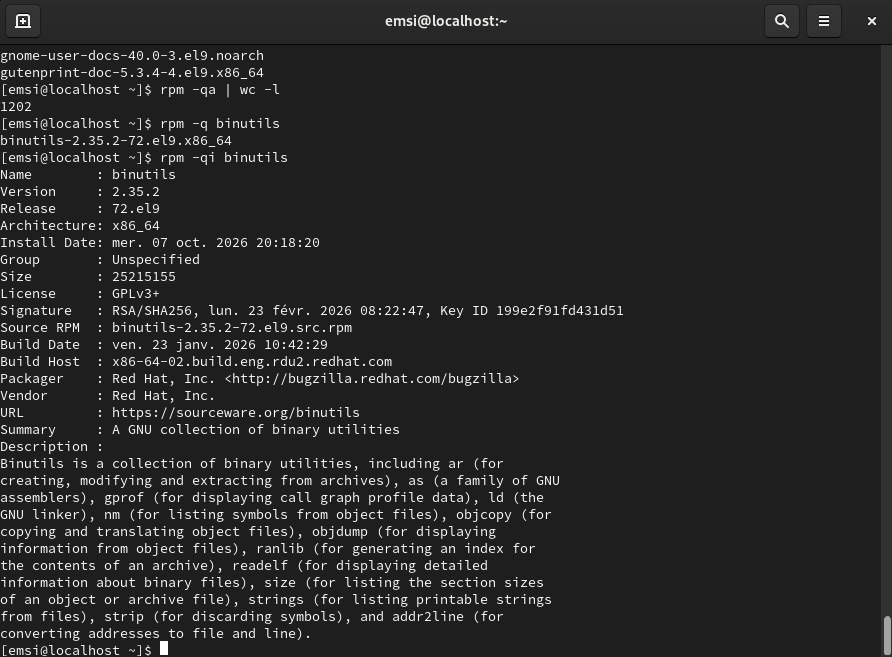 emsi@localhost:~
gnome-user-docs-40.0-3.el9.noarch
gutenprint-doc-5.3.4-4.el9.x86_64
[emsi@localhost ~]$ rpm -qa | wc -l
1202
[emsi@localhost ~]$ rpm -q binutils
binutils-2.35.2-72.el9.x86_64
[emsi@localhost ~]$ rpm -qi binutils
Name        : binutils
Version     : 2.35.2
Release     : 72.el9
Architecture: x86_64
Install Date: mer. 07 oct. 2026 20:18:20
Group       : Unspecified
Size        : 25215155
License     : GPLv3+
Signature   : RSA/SHA256, lun. 23 févr. 2026 08:22:47, Key ID 199e2f91fd431d51
Source RPM  : binutils-2.35.2-72.el9.src.rpm
Build Date  : ven. 23 janv. 2026 10:42:29
Build Host  : x86-64-02.build.eng.rdu2.redhat.com
Packager    : Red Hat, Inc. <http://bugzilla.redhat.com/bugzilla>
Vendor      : Red Hat, Inc.
URL         : https://sourceware.org/binutils
Summary     : A GNU collection of binary utilities
Description :
Binutils is a collection of binary utilities, including ar (for
creating, modifying and extracting from archives), as (a family of GNU
assemblers), gprof (for displaying call graph profile data), ld (the
GNU linker), nm (for listing symbols from object files), objcopy (for
copying and translating object files), objdump (for displaying
information from object files), ranlib (for generating an index for
the contents of an archive), readelf (for displaying detailed
information about binary files), size (for listing the section sizes
of an object or archive file), strings (for listing printable strings
from files), strip (for discarding symbols), and addr2line (for
converting addresses to file and line).
[emsi@localhost ~]$